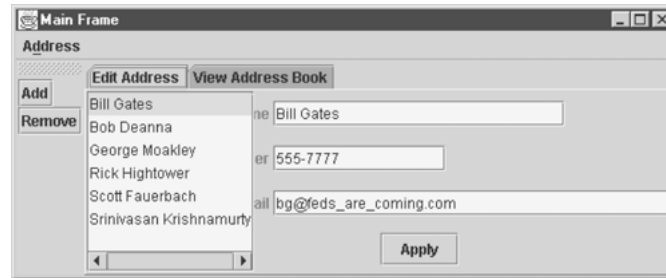 Main Frame
Address
Edit Address View Address Book
Add
Remove
Bill Gates
Bob Deanna
George Moakley
Rick Hightower
Scott Fauerbach
Srinivasan Krishnamurty
ne Bill Gates
er 555-7777
ail bg@feds_are_coming.com
Apply